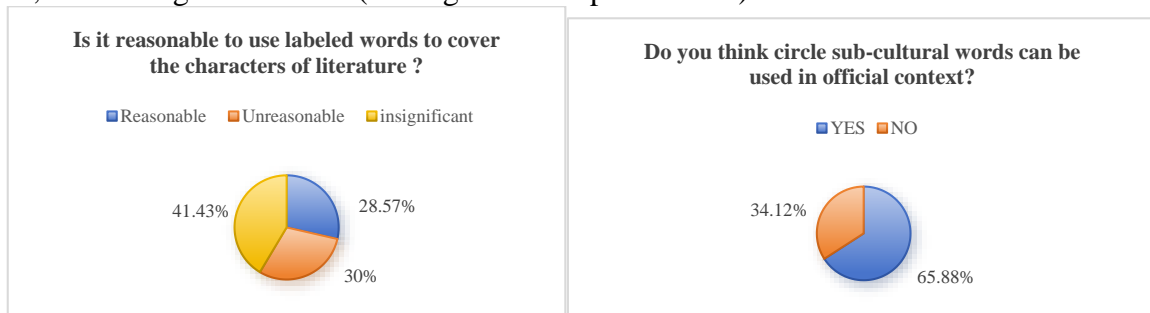 Is it reasonable to use labeled words to cover
the characters of literature ?
Reasonable Unreasonable insignificant
41.43%
28.57%
30%
Do you think circle sub-cultural words can be
used in official context?
YES NO
34.12%
65.88%